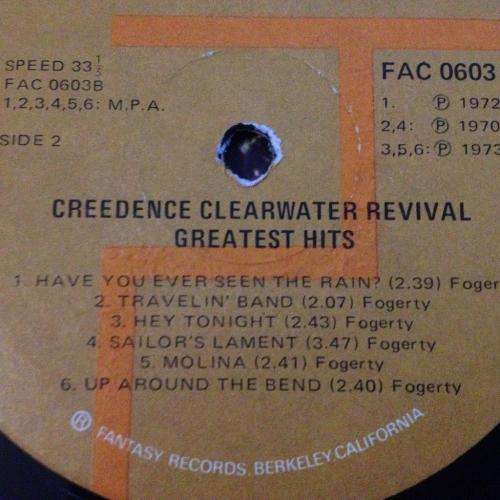 SPEED 33 1/3
FAC 0603B
1,2,3,4,5,6: M.P.A.
SIDE 2
FAC 0603
1. Ⓟ 1972
2,4: Ⓟ 1970
3,5,6: Ⓟ 1973
CREEDENCE CLEARWATER REVIVAL
GREATEST HITS
1. HAVE YOU EVER SEEN THE RAIN? (2.39) Foger
2. TRAVELIN' BAND (2.07) Fogerty
3. HEY TONIGHT (2.43) Fogerty
4. SAILOR'S LAMENT (3.47) Fogerty
5. MOLINA (2.41) Fogerty
6. UP AROUND THE BEND (2.40) Fogerty
® FANTASY RECORDS, BERKELEY, CALIFORNIA